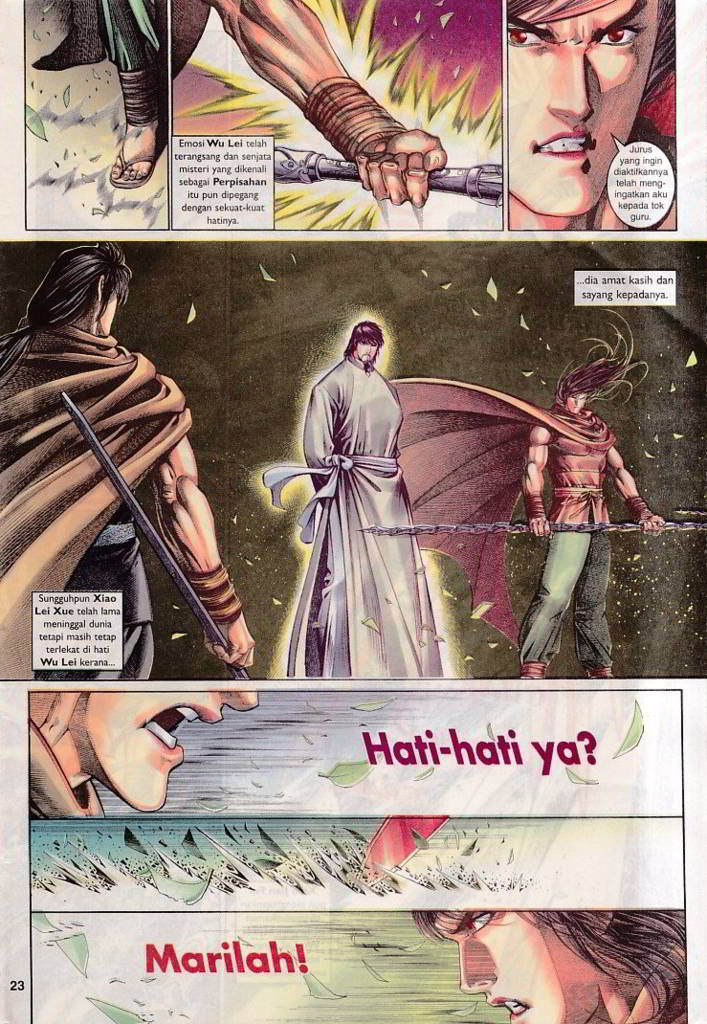 Emosi Wu Lei telah
terangsang dan senjata
misteri yang dikenali
sebagai Perpisahan
itu pun dipegang
dengan sekuat-kuat
hatinya.
Jurus
yang ingin
diaktifkannya
telah meng-
ingatkan aku
kepada tok
guru.
...dia amat kasih dan
sayang kepadanya.
Sungguhpun Xiao
Lei Xue telah lama
meninggal dunia
tetapi masih tetap
terlekat di hati
Wu Lei kerana...
Hati-hati ya?
Marilah!
23